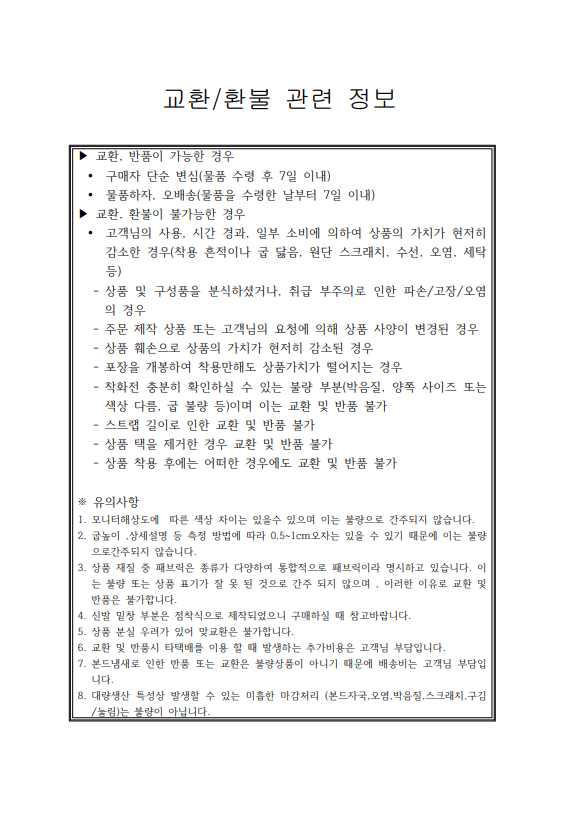 교환/환불 관련 정보
▶ 교환, 반품이 가능한 경우
• 구매자 단순 변심(물품 수령 후 7일 이내)
• 물품하자, 오배송(물품을 수령한 날부터 7일 이내)
▶ 교환, 환불이 불가능한 경우
• 고객님의 사용, 시간 경과, 일부 소비에 의하여 상품의 가치가 현저히
감소한 경우(착용 흔적이나 굽 닳음, 원단 스크래치, 수선, 오염, 세탁
등)
- 상품 및 구성품을 분식하셨거나, 취급 부주의로 인한 파손/고장/오염
의 경우
- 주문 제작 상품 또는 고객님의 요청에 의해 상품 사양이 변경된 경우
- 상품 훼손으로 상품의 가치가 현저히 감소된 경우
- 포장을 개봉하여 착용만해도 상품가치가 떨어지는 경우
- 착화전 충분히 확인하실 수 있는 불량 부분(박음질, 양쪽 사이즈 또는
색상 다름, 굽 불량 등)이며 이는 교환 및 반품 불가
- 스트랩 길이로 인한 교환 및 반품 불가
- 상품 택을 제거한 경우 교환 및 반품 불가
- 상품 착용 후에는 어떠한 경우에도 교환 및 반품 불가
※ 유의사항
1. 모니터해상도에 따른 색상 차이는 있을수 있으며 이는 불량으로 간주되지 않습니다.
2. 굽높이 ,상세설명 등 측정 방법에 따라 0.5~1cm오차는 있을 수 있기 때문에 이는 불량
으로간주되지 않습니다.
3. 상품 재질 중 패브릭은 종류가 다양하여 통합적으로 패브릭이라 명시하고 있습니다. 이
는 불량 또는 상품 표기가 잘 못 된 것으로 간주 되지 않으며 , 이러한 이유로 교환 및
반품은 불가합니다.
4. 신발 밑창 부분은 점착식으로 제작되었으니 구매하실 때 참고바랍니다.
5. 상품 분실 우려가 있어 맞교환은 불가합니다.
6. 교환 및 반품시 타택배를 이용 할 때 발생하는 추가비용은 고객님 부담입니다.
7. 본드냄새로 인한 반품 또는 교환은 불량상품이 아니기 때문에 배송비는 고객님 부담입
니다.
8. 대량생산 특성상 발생할 수 있는 미흡한 마감처리 (본드자국,오염,박음질,스크래치,구김
/눌림)는 불량이 아닙니다.